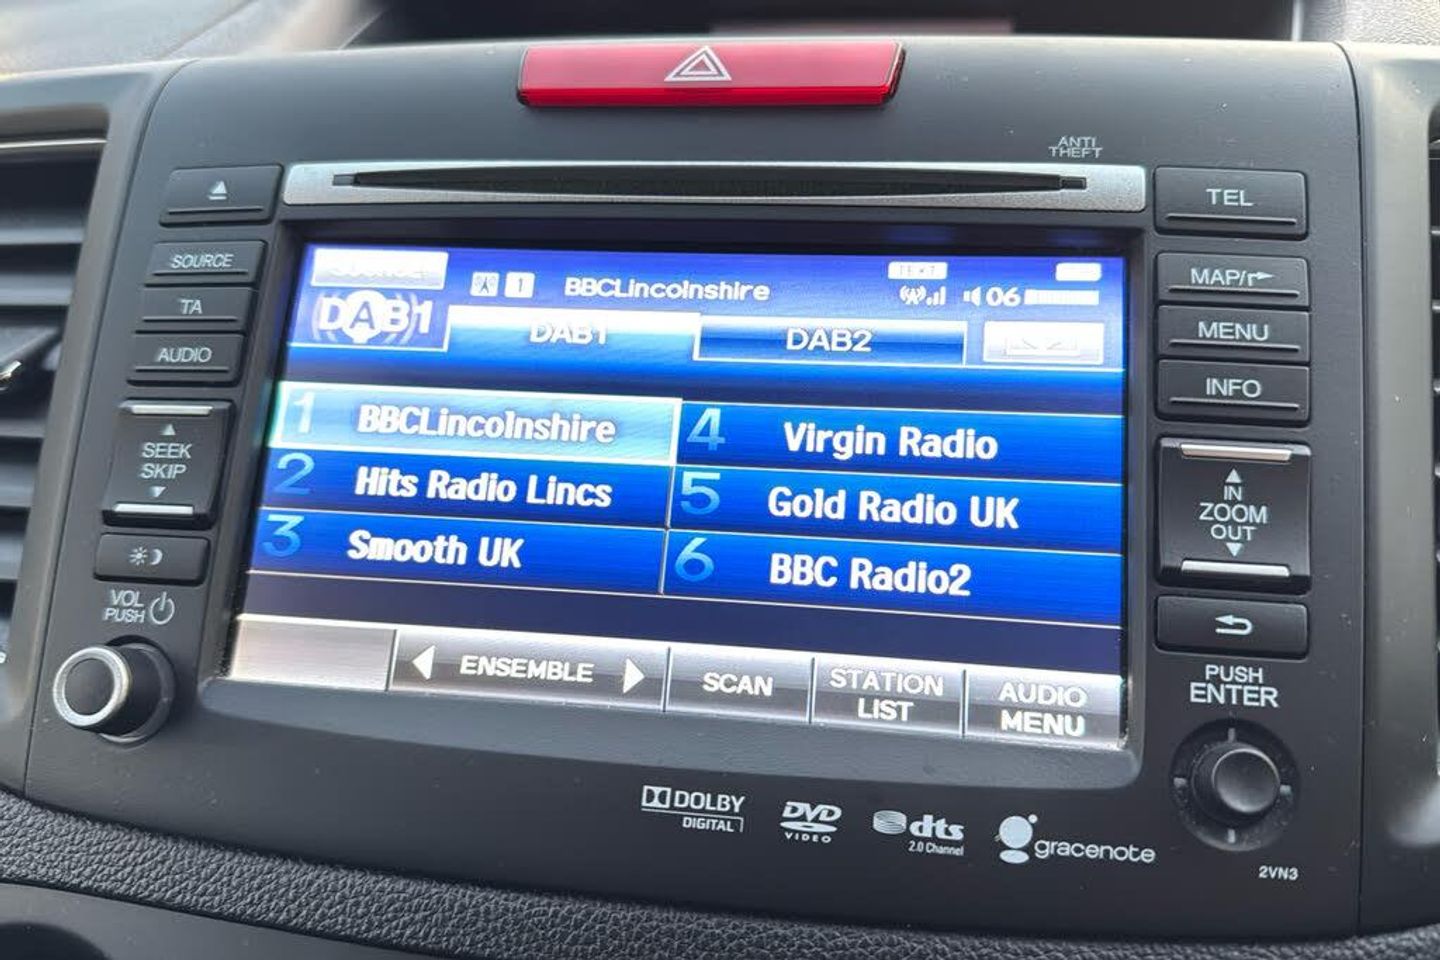 ANTI
THEFT
TEL
SOURCE
TA
AUDIO
SEEK
SKIP
VOL
PUSH
1 BBCLincolnshire
TEXT
06
DAB1
DAB1
DAB2
1 BBCLincolnshire
2 Hits Radio Lincs
3 Smooth UK
4 Virgin Radio
5 Gold Radio UK
6 BBC Radio2
ENSEMBLE
SCAN
STATION
LIST
AUDIO
MENU
MAP/
MENU
INFO
IN
ZOOM
OUT
PUSH
ENTER
DOLBY
DIGITAL
DVD
VIDEO
dts
2.0 Channel
gracenote
2VN3